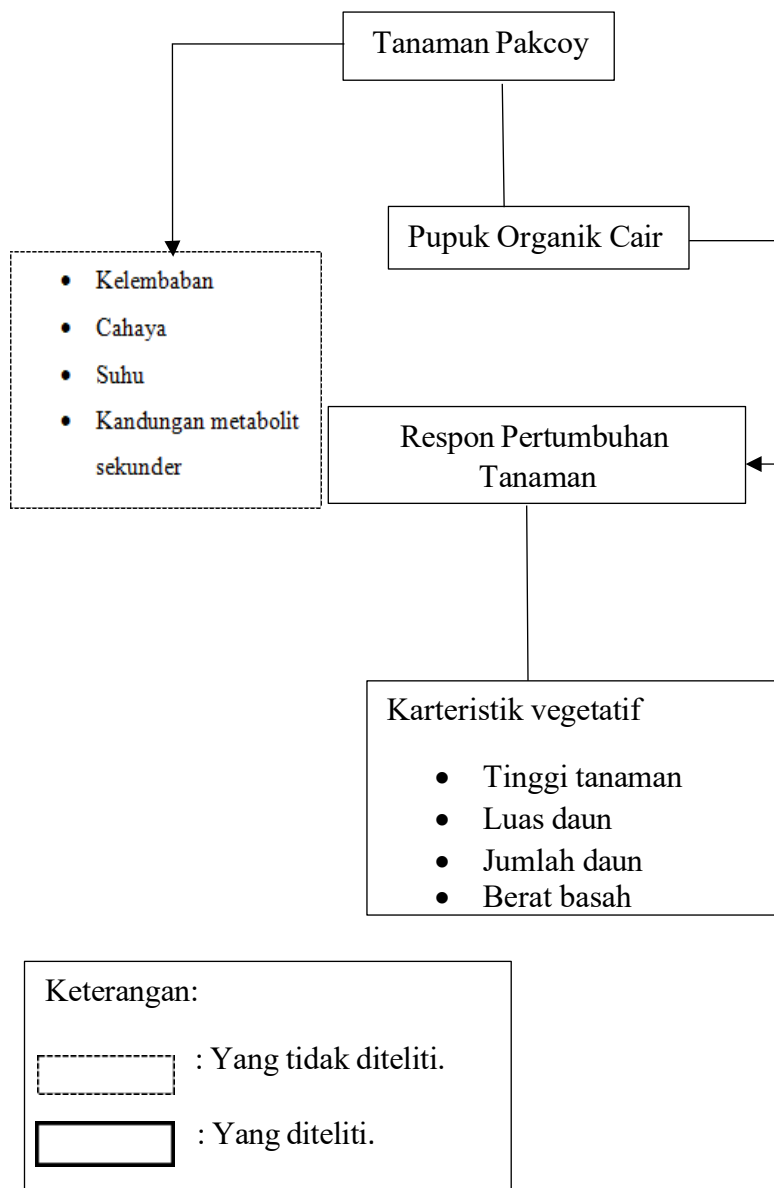 Tanaman Pakcoy
Pupuk Organik Cair
• Kelembaban
• Cahaya
• Suhu
• Kandungan metabolit
sekunder
Respon Pertumbuhan
Tanaman
Karteristik vegetatif
• Tinggi tanaman
• Luas daun
• Jumlah daun
• Berat basah
Keterangan:
: Yang tidak diteliti.
: Yang diteliti.